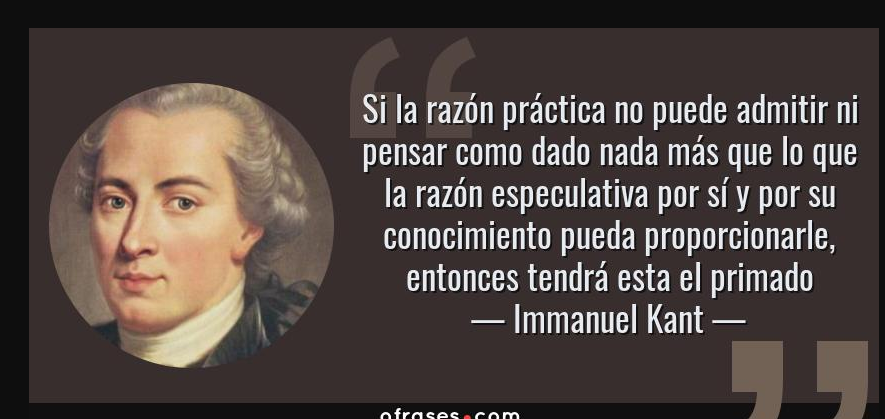 Si la razón práctica no puede admitir ni
pensar como dado nada más que lo que
la razón especulativa por sí y por su
conocimiento pueda proporcionarle,
entonces tendrá esta el primado
— Immanuel Kant —
afrases.com